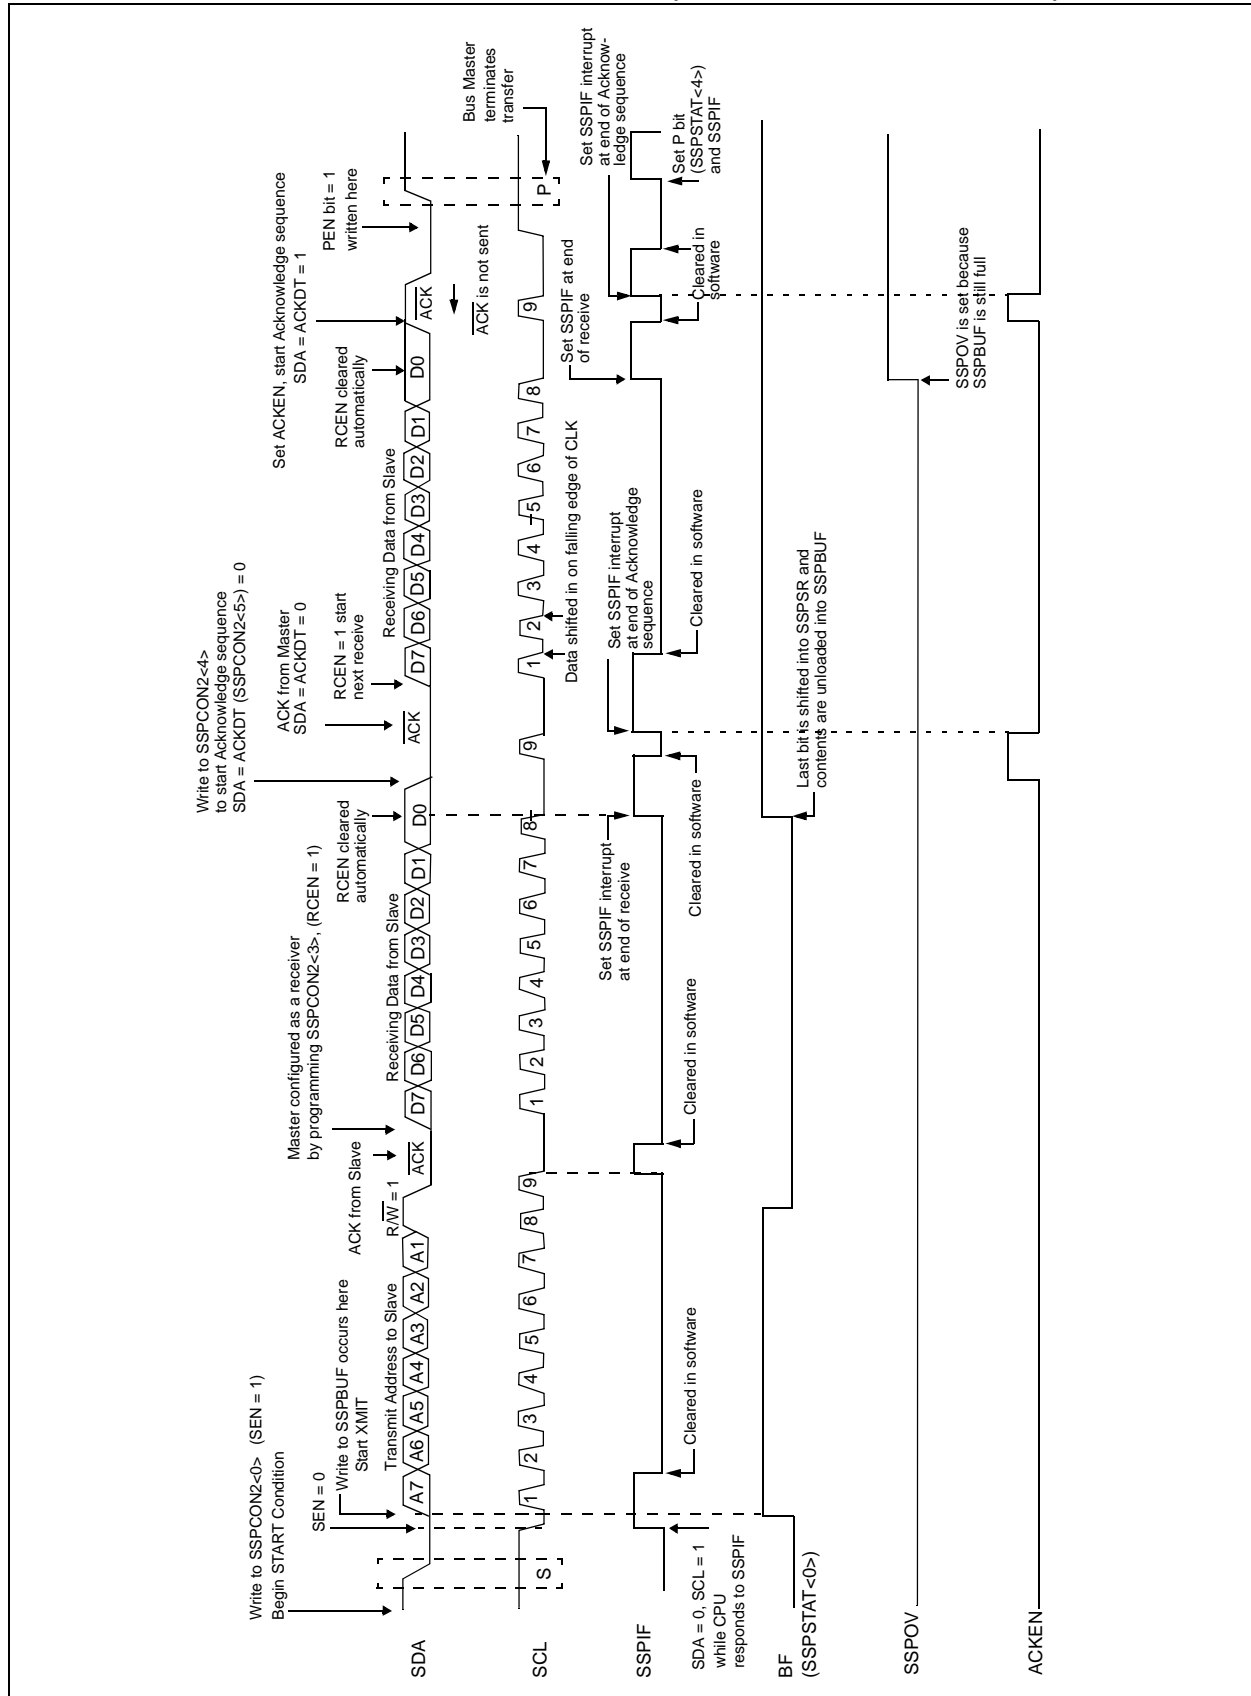 Write to SSPCON2<0> (SEN = 1)
Begin START Condition
SEN = 0
Write to SSPBUF occurs here
Start XMIT
Transmit Address to Slave
ACK from Slave
R/W = 1
Master configured as a receiver
by programming SSPCON2<3>, (RCEN = 1)
Receiving Data from Slave
RCEN cleared
automatically
Write to SSPCON2<4>
to start Acknowledge sequence
SDA = ACKDT (SSPCON2<5>) = 0
ACK from Master
SDA = ACKDT = 0
RCEN = 1 start
next receive
Receiving Data from Slave
RCEN cleared
automatically
Set ACKEN, start Acknowledge sequence
SDA = ACKDT = 1
PEN bit = 1
written here
SDA
A7 A6 A5 A4 A3 A2 A1
ACK
D7 D6 D5 D4 D3 D2 D1 D0
ACK
D7 D6 D5 D4 D3 D2 D1 D0
ACK
ACK is not sent
Bus Master
terminates
transfer
SCL
S
1 2 3 4 5 6 7 8 9
1 2 3 4 5 6 7 8
9
1 2 3 4 5 6 7 8
9
P
Data shifted in on falling edge of CLK
Set SSPIF interrupt
at end of receive
Set SSPIF interrupt
at end of Acknowledge
sequence
Set SSPIF at end
of receive
Set SSPIF interrupt
at end of Acknow-
ledge sequence
SSPIF
SDA = 0, SCL = 1
while CPU
responds to SSPIF
Cleared in software
Cleared in software
Cleared in software
Cleared in software
Cleared in
software
Set P bit
(SSPSTAT<4>)
and SSPIF
BF
(SSPSTAT<0>)
Last bit is shifted into SSPSR and
contents are unloaded into SSPBUF
SSPOV
SSPOV is set because
SSPBUF is still full
ACKEN